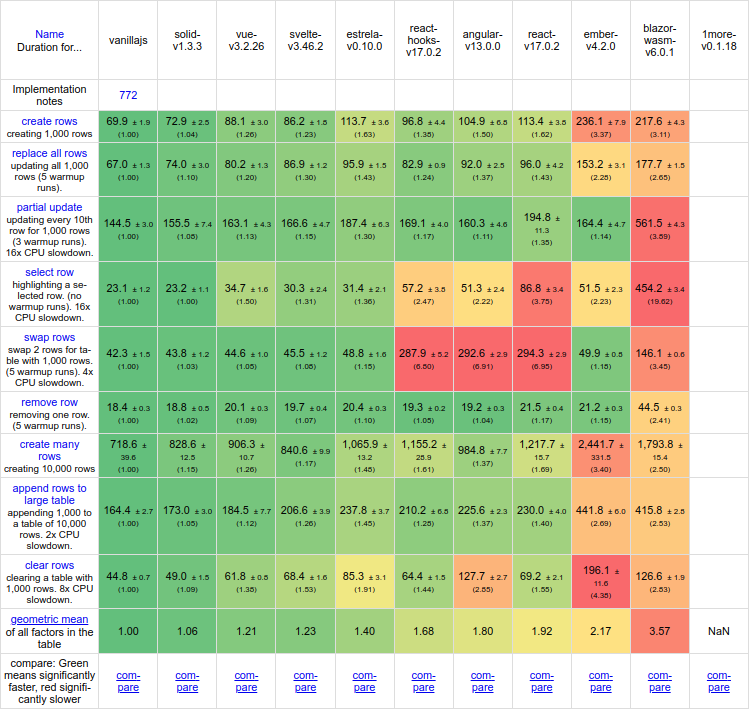 Name
Duration for...
vanillajs
solid-
v1.3.3
vue-
v3.2.26
svelte-
v3.46.2
estrela-
v0.10.0
react-
hooks-
v17.0.2
angular-
v13.0.0
react-
v17.0.2
ember-
v4.2.0
blazor-
wasm-
v6.0.1
1more-
v0.1.18
Implementation
notes
772
create rows
creating 1,000 rows
69.9 ± 1.9
(1.00)
72.9 ± 2.5
(1.04)
88.1 ± 3.0
(1.26)
86.2 ± 1.8
(1.23)
113.7 ± 3.6
(1.63)
96.8 ± 4.4
(1.38)
104.9 ± 6.8
(1.50)
113.4 ± 3.8
(1.62)
236.1 ± 7.9
(3.37)
217.6 ± 4.3
(3.11)
replace all rows
updating all 1,000
rows (5 warmup
runs).
67.0 ± 1.3
(1.00)
74.0 ± 3.0
(1.10)
80.2 ± 1.3
(1.20)
86.9 ± 1.2
(1.30)
95.9 ± 1.5
(1.43)
82.9 ± 0.9
(1.24)
92.0 ± 2.5
(1.37)
96.0 ± 4.2
(1.43)
153.2 ± 3.1
(2.28)
177.7 ± 1.5
(2.65)
partial update
updating every 10th
row for 1,000 rows
(3 warmup runs).
16x CPU slowdown.
144.5 ± 3.0
(1.00)
155.5 ± 7.4
(1.08)
163.1 ± 4.3
(1.13)
166.6 ± 4.7
(1.15)
187.4 ± 6.3
(1.30)
169.1 ± 4.0
(1.17)
160.3 ± 4.6
(1.11)
194.8 ±
11.3
(1.35)
164.4 ± 4.7
(1.14)
561.5 ± 4.3
(3.89)
select row
highlighting a se-
lected row. (no
warmup runs). 16x
CPU slowdown.
23.1 ± 1.2
(1.00)
23.2 ± 1.1
(1.00)
34.7 ± 1.6
(1.50)
30.3 ± 2.4
(1.31)
31.4 ± 2.1
(1.36)
57.2 ± 3.8
(2.47)
51.3 ± 2.4
(2.22)
86.8 ± 3.4
(3.75)
51.5 ± 2.3
(2.23)
454.2 ± 3.4
(19.62)
swap rows
swap 2 rows for ta-
ble with 1,000 rows.
(5 warmup runs). 4x
CPU slowdown.
42.3 ± 1.5
(1.00)
43.8 ± 1.2
(1.03)
44.6 ± 1.0
(1.05)
45.5 ± 1.2
(1.08)
48.8 ± 1.6
(1.15)
287.9 ± 5.2
(6.80)
292.6 ± 2.9
(6.91)
294.3 ± 2.9
(6.95)
49.9 ± 0.8
(1.18)
146.1 ± 0.6
(3.45)
remove row
removing one row.
(5 warmup runs).
18.4 ± 0.3
(1.00)
18.8 ± 0.5
(1.02)
20.1 ± 0.3
(1.09)
19.7 ± 0.4
(1.07)
20.4 ± 0.3
(1.10)
19.3 ± 0.2
(1.05)
19.2 ± 0.3
(1.04)
21.5 ± 0.4
(1.17)
21.2 ± 0.3
(1.15)
44.5 ± 0.3
(2.41)
create many
rows
creating 10,000 rows
718.6 ±
39.6
(1.00)
828.6 ±
12.5
(1.15)
906.3 ±
10.7
(1.26)
840.6 ± 9.9
(1.17)
1,065.9 ±
13.2
(1.48)
1,155.2 ±
28.9
(1.61)
984.8 ± 7.7
(1.37)
1,217.7 ±
15.7
(1.69)
2,441.7 ±
331.5
(3.40)
1,793.8 ±
15.4
(2.50)
append rows to
large table
appending 1,000 to
a table of 10,000
rows. 2x CPU
slowdown.
164.4 ± 2.7
(1.00)
173.0 ± 3.0
(1.05)
184.5 ± 7.7
(1.12)
206.6 ± 3.9
(1.26)
237.8 ± 3.7
(1.45)
210.2 ± 6.8
(1.28)
225.6 ± 2.3
(1.37)
230.0 ± 4.0
(1.40)
441.8 ± 6.0
(2.69)
415.8 ± 2.8
(2.53)
clear rows
clearing a table with
1,000 rows. 8x CPU
slowdown.
44.8 ± 0.7
(1.00)
49.0 ± 1.5
(1.09)
61.8 ± 0.8
(1.38)
68.4 ± 1.6
(1.53)
85.3 ± 3.1
(1.91)
64.4 ± 1.5
(1.44)
127.7 ± 2.7
(2.85)
69.2 ± 2.1
(1.55)
196.1 ±
11.6
(4.38)
126.6 ± 1.9
(2.83)
geometric mean
of all factors in the
table
1.00
1.06
1.21
1.23
1.40
1.68
1.80
1.92
2.17
3.57
NaN
compare: Green
means significantly
faster, red signifi-
cantly slower
com-
pare
com-
pare
com-
pare
com-
pare
com-
pare
com-
pare
com-
pare
com-
pare
com-
pare
com-
pare
com-
pare